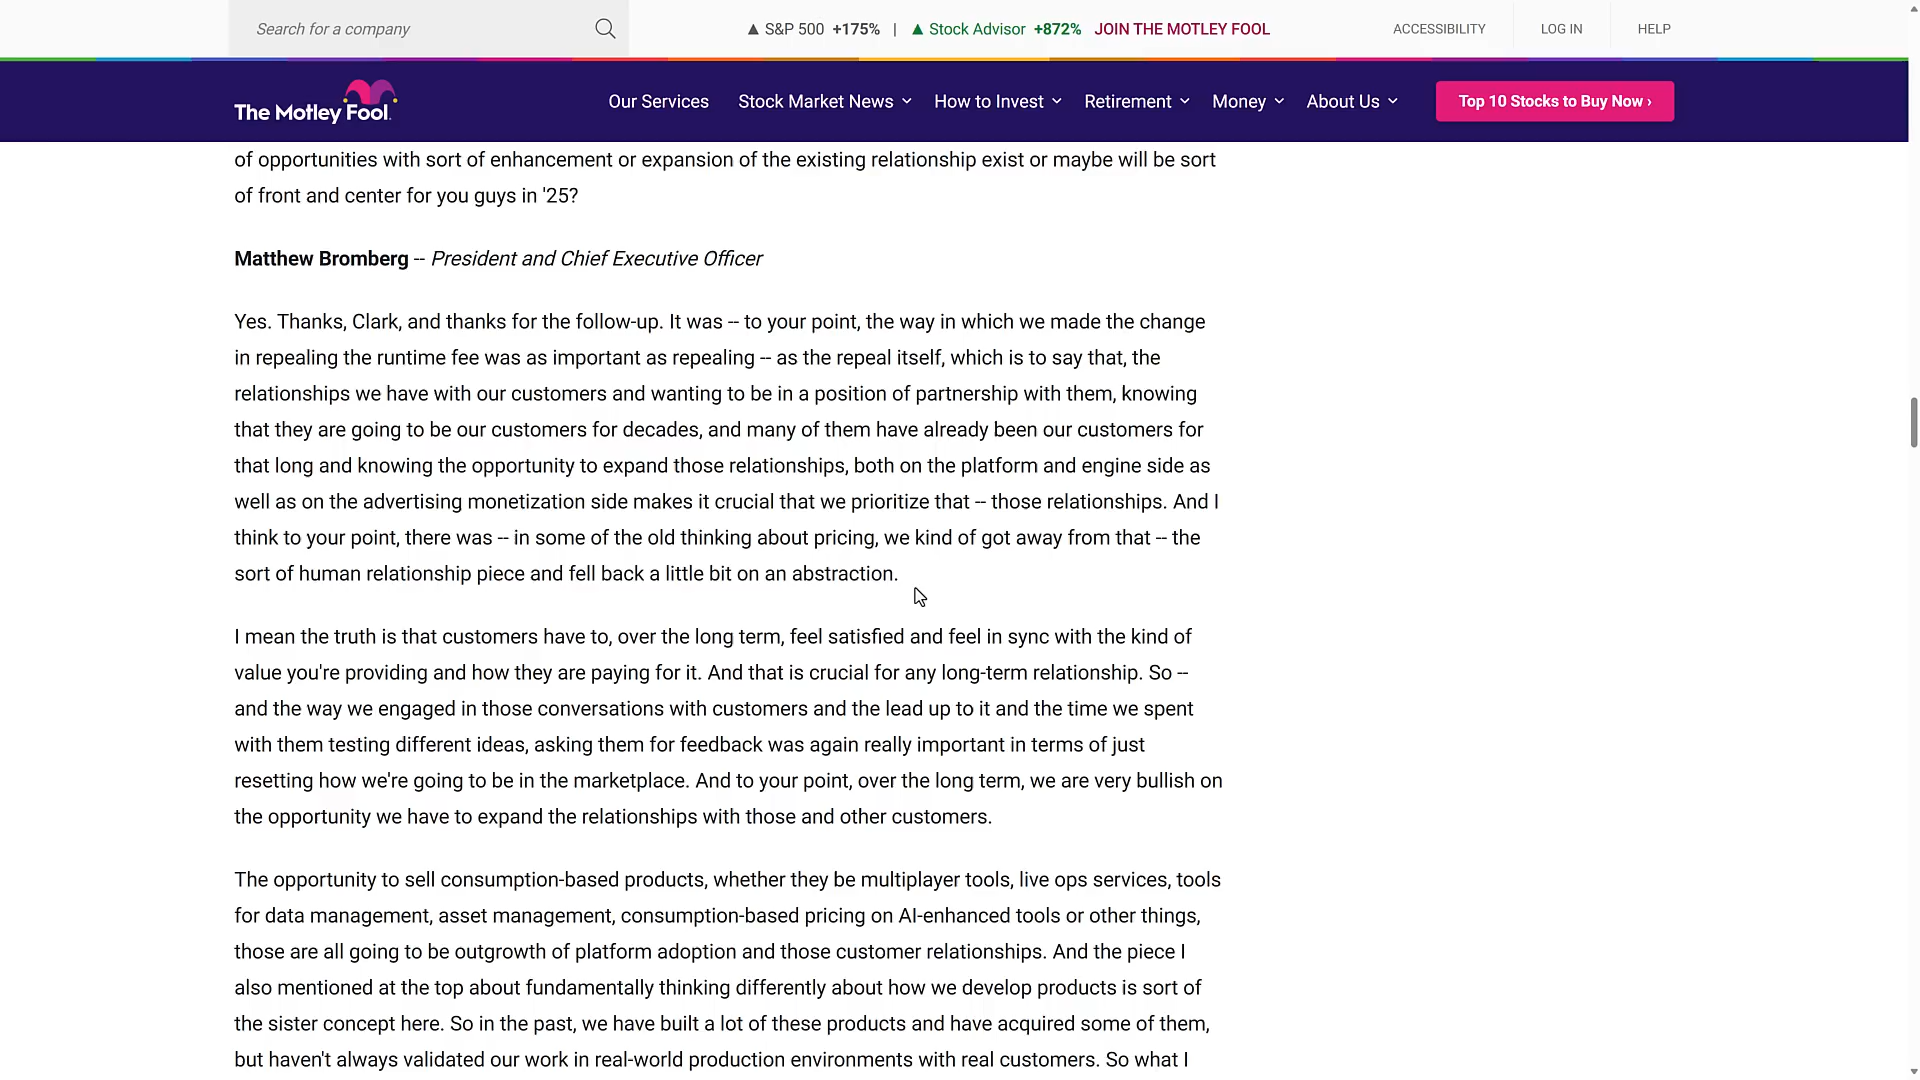 Search for a company
▲ S&P 500 +175% | ▲ Stock Advisor +872% JOIN THE MOTLEY FOOL
ACCESSIBILITY
LOG IN
HELP
The Motley Fool.
Our Services
Stock Market News
How to Invest
Retirement
Money
About Us
Top 10 Stocks to Buy Now ›
of opportunities with sort of enhancement or expansion of the existing relationship exist or maybe will be sort
of front and center for you guys in '25?
Matthew Bromberg -- President and Chief Executive Officer
Yes. Thanks, Clark, and thanks for the follow-up. It was -- to your point, the way in which we made the change
in repealing the runtime fee was as important as repealing -- as the repeal itself, which is to say that, the
relationships we have with our customers and wanting to be in a position of partnership with them, knowing
that they are going to be our customers for decades, and many of them have already been our customers for
that long and knowing the opportunity to expand those relationships, both on the platform and engine side as
well as on the advertising monetization side makes it crucial that we prioritize that -- those relationships. And I
think to your point, there was -- in some of the old thinking about pricing, we kind of got away from that -- the
sort of human relationship piece and fell back a little bit on an abstraction.
I mean the truth is that customers have to, over the long term, feel satisfied and feel in sync with the kind of
value you're providing and how they are paying for it. And that is crucial for any long-term relationship. So --
and the way we engaged in those conversations with customers and the lead up to it and the time we spent
with them testing different ideas, asking them for feedback was again really important in terms of just
resetting how we're going to be in the marketplace. And to your point, over the long term, we are very bullish on
the opportunity we have to expand the relationships with those and other customers.
The opportunity to sell consumption-based products, whether they be multiplayer tools, live ops services, tools
for data management, asset management, consumption-based pricing on AI-enhanced tools or other things,
those are all going to be outgrowth of platform adoption and those customer relationships. And the piece I
also mentioned at the top about fundamentally thinking differently about how we develop products is sort of
the sister concept here. So in the past, we have built a lot of these products and have acquired some of them,
but haven't always validated our work in real-world production environments with real customers. So what I